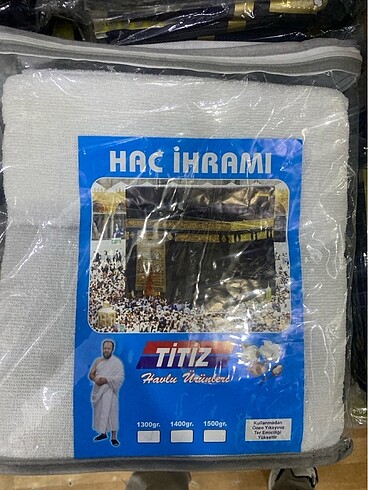 HAC İHRAMI
TİTİZ
Havlu Ürünleri
1300gr. 1400gr. 1500gr.
Kullanmadan
Önce Yıkayınız
Ter Emiciliği
Yüksektir